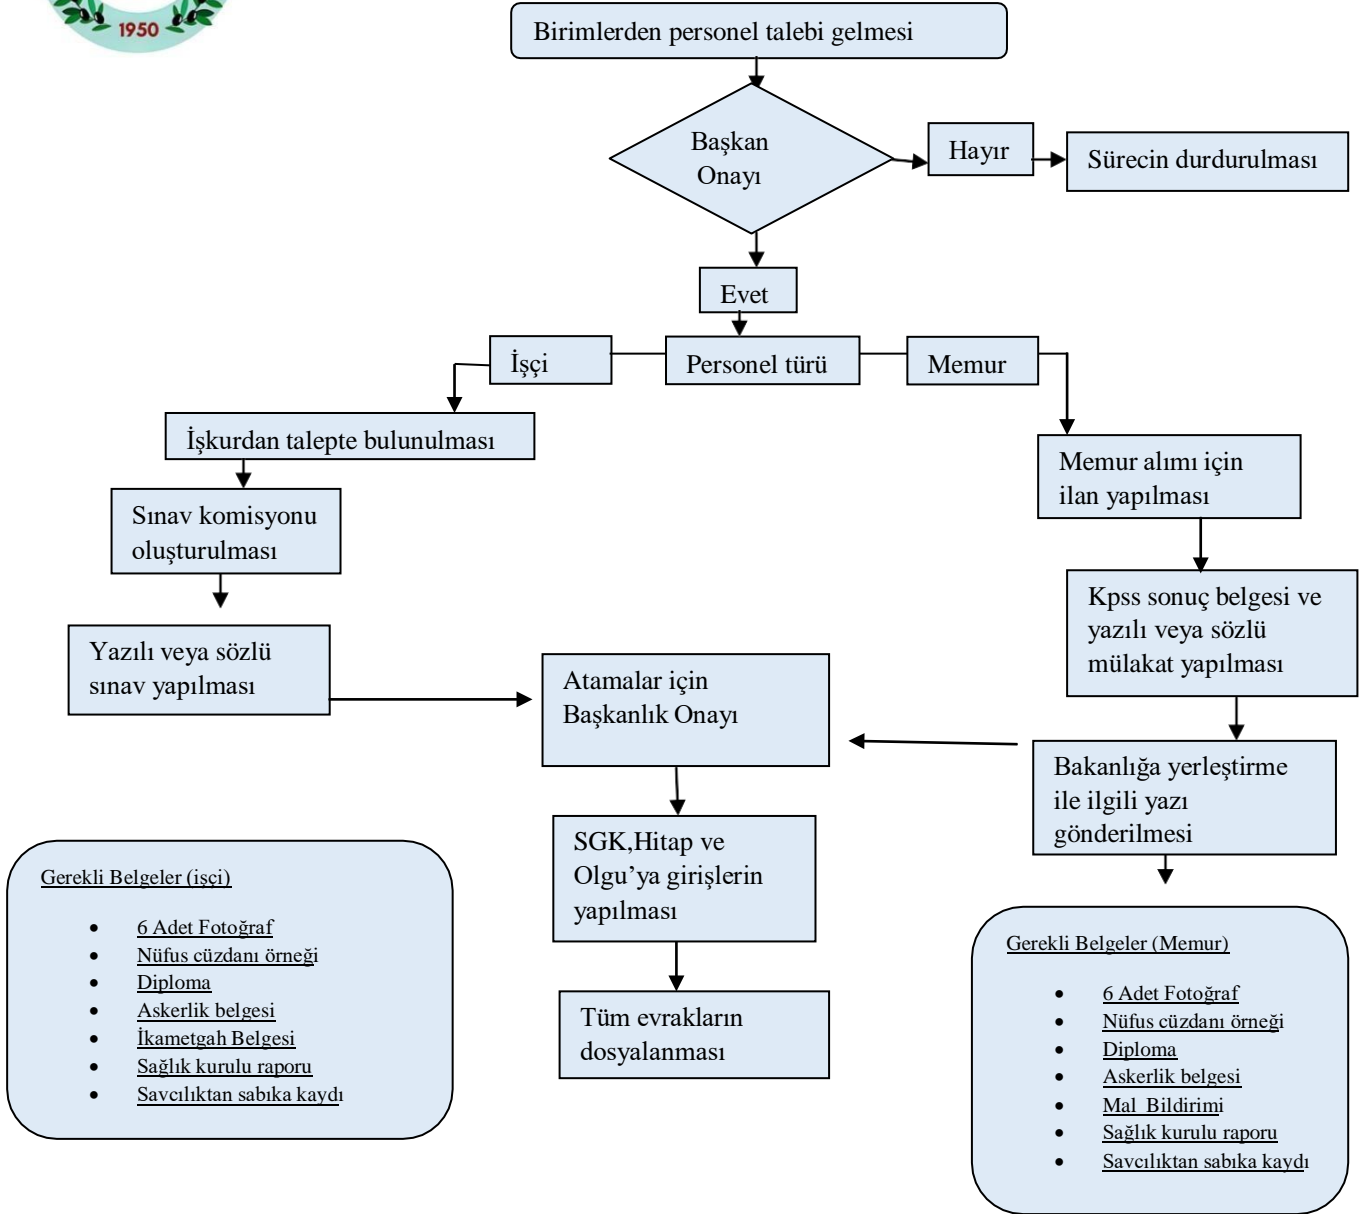 1950
Birimlerden personel talebi gelmesi
Başkan
Onayı
Hayır
Sürecin durdurulması
Evet
İşçi
Personel türü
Memur
İşkurdan talepte bulunulması
Memur alımı için
ilan yapılması
Sınav komisyonu
oluşturulması
Kpss sonuç belgesi ve
yazılı veya sözlü
mülakat yapılması
Yazılı veya sözlü
sınav yapılması
Atamalar için
Başkanlık Onayı
Bakanlığa yerleştirme
ile ilgili yazı
gönderilmesi
SGK,Hitap ve
Olgu’ya girişlerin
yapılması
Tüm evrakların
dosyalanması
Gerekli Belgeler (işçi)
• 6 Adet Fotoğraf
• Nüfus cüzdanı örneği
• Diploma
• Askerlik belgesi
• İkametgah Belgesi
• Sağlık kurulu raporu
• Savcılıktan sabıka kaydı
Gerekli Belgeler (Memur)
• 6 Adet Fotoğraf
• Nüfus cüzdanı örneği
• Diploma
• Askerlik belgesi
• Mal  Bildirimi
• Sağlık kurulu raporu
• Savcılıktan sabıka kaydı